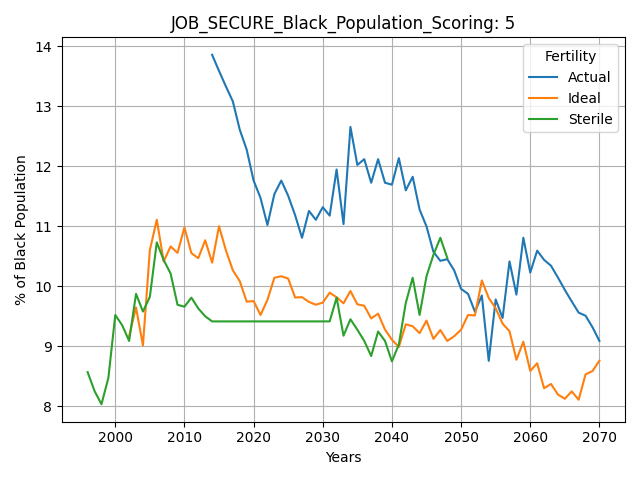 JOB_SECURE_Black_Population_Scoring: 5
% of Black Population
14
13
12
11
10
9
8
Fertility
Actual
Ideal
Sterile
2000 2010 2020 2030 2040 2050 2060 2070
Years